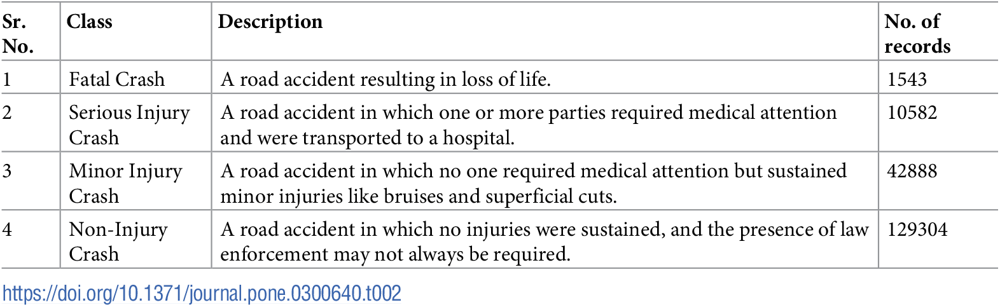 Sr. No. Class Description No. of records
1 Fatal Crash A road accident resulting in loss of life. 1543
2 Serious Injury Crash A road accident in which one or more parties required medical attention and were transported to a hospital. 10582
3 Minor Injury Crash A road accident in which no one required medical attention but sustained minor injuries like bruises and superficial cuts. 42888
4 Non-Injury Crash A road accident in which no injuries were sustained, and the presence of law enforcement may not always be required. 129304
https://doi.org/10.1371/journal.pone.0300640.t002